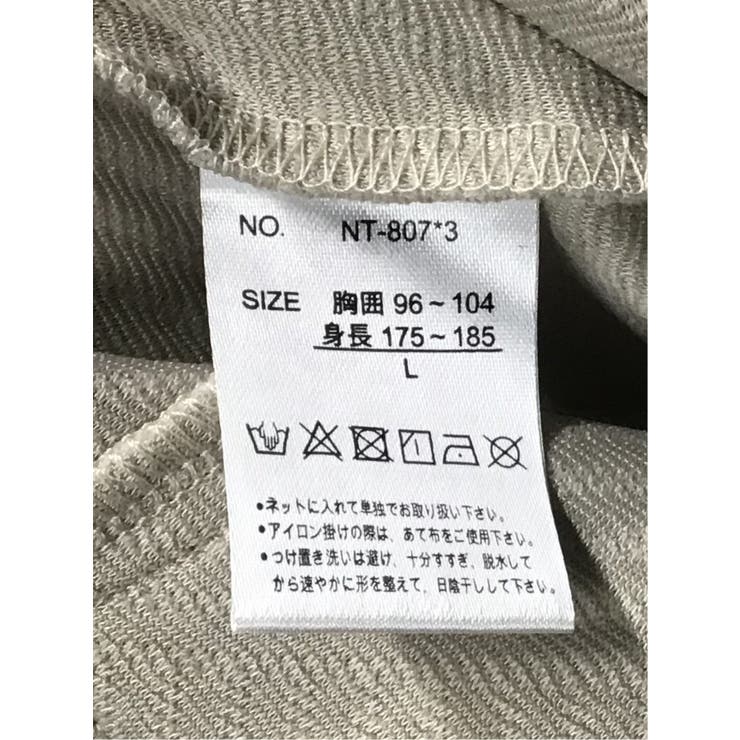 NO. NT-807*3
SIZE 胸囲 96～104
身長 175～185
L
•ネットに入れて単独でお取り扱い下さい。
•アイロン掛けの際は、あて布をご使用下さい。
•つけ置き洗いは避け、十分すすぎ、脱水して
から速やかに形を整えて、日陰干しして下さい。